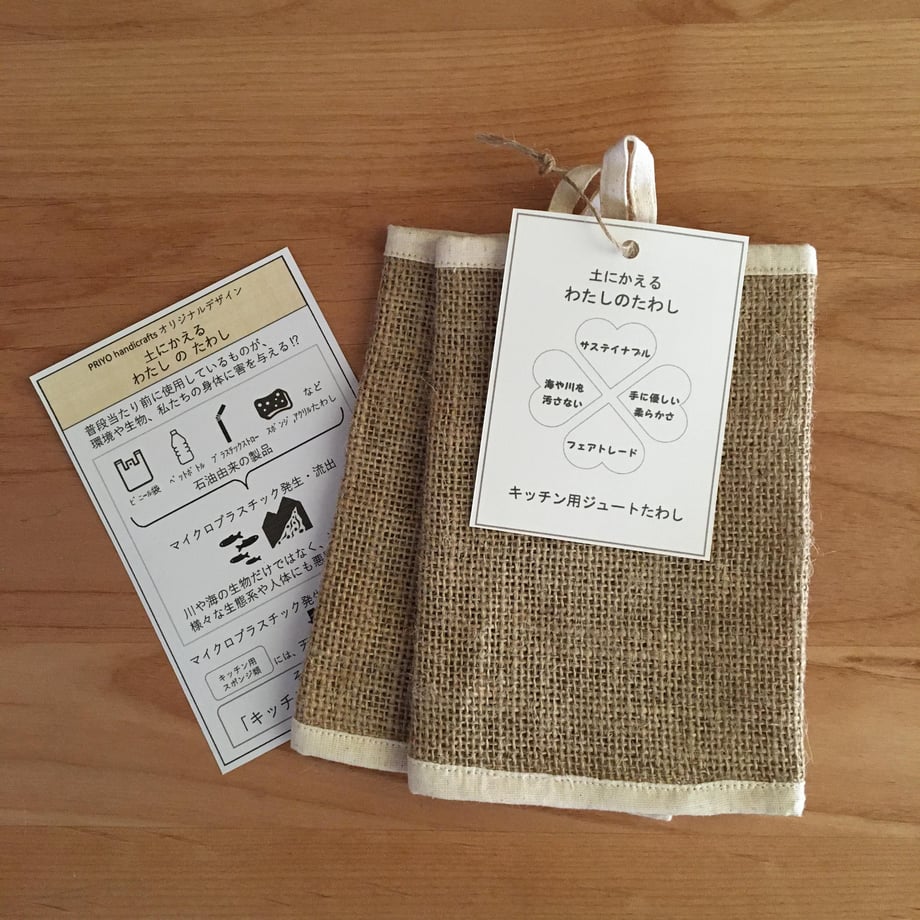 PRIYO handicrafts オリジナルデザイン
土にかえる
わたし の たわし
普段当たり前に使用しているものが、
環境や生物、私たちの身体に害を与える!?
ビニール袋
ペットボトル
プラスチックストロー
スポンジ、アクリルたわし
など
石油由来の製品
マイクロプラスチック発生・流出
川や海の生物だけではなく、
様々な生態系や人体にも悪
マイクロプラスチック発生
キッチン用
スポンジ類
には、天
「キッチ
土にかえる
わたしのたわし
サステイナブル
海や川を
汚さない
手に優しい
柔らかさ
フェアトレード
キッチン用ジュートたわし